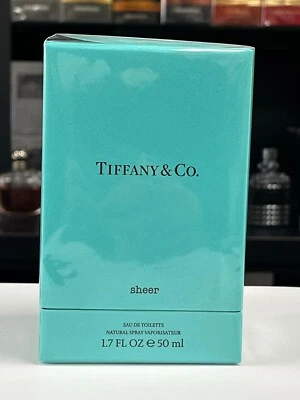 TIFFANY & CO.
sheer
EAU DE TOILETTE
NATURAL SPRAY VAPORISATEUR
1.7 FL OZ ℮ 50 ml